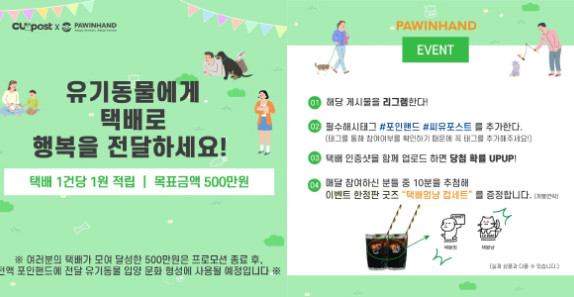 CUpost x PAWINHAND
유기동물에게
택배로
행복을 전달하세요!
택배 1건당 1원 적립 | 목표금액 500만원
※ 여러분의 택배가 모여 달성한 500만원은 프로모션 종료 후,
전액 포인핸드에 전달 유기동물 입양 문화 형성에 사용될 예정입니다 ※
PAWINHAND
EVENT
01 해당 게시물을 리그램한다!
02 필수해시태그 #포인핸드 #씨유포스트 를 추가한다.
(태그를 통해 참여여부를 확인하기 때문에 꼭 태그를 추가해주세요!)
03 택배 인증샷을 함께 업로드 하면 당첨 확률 UPUP!
04 매달 참여하신 분들 중 10분을 추첨해
이벤트 한정판 굿즈 "택배멍냥 컵세트" 를 증정합니다. (개별연락)
택배멍
택배냥
(실제 상품과 다를 수 있습니다.)